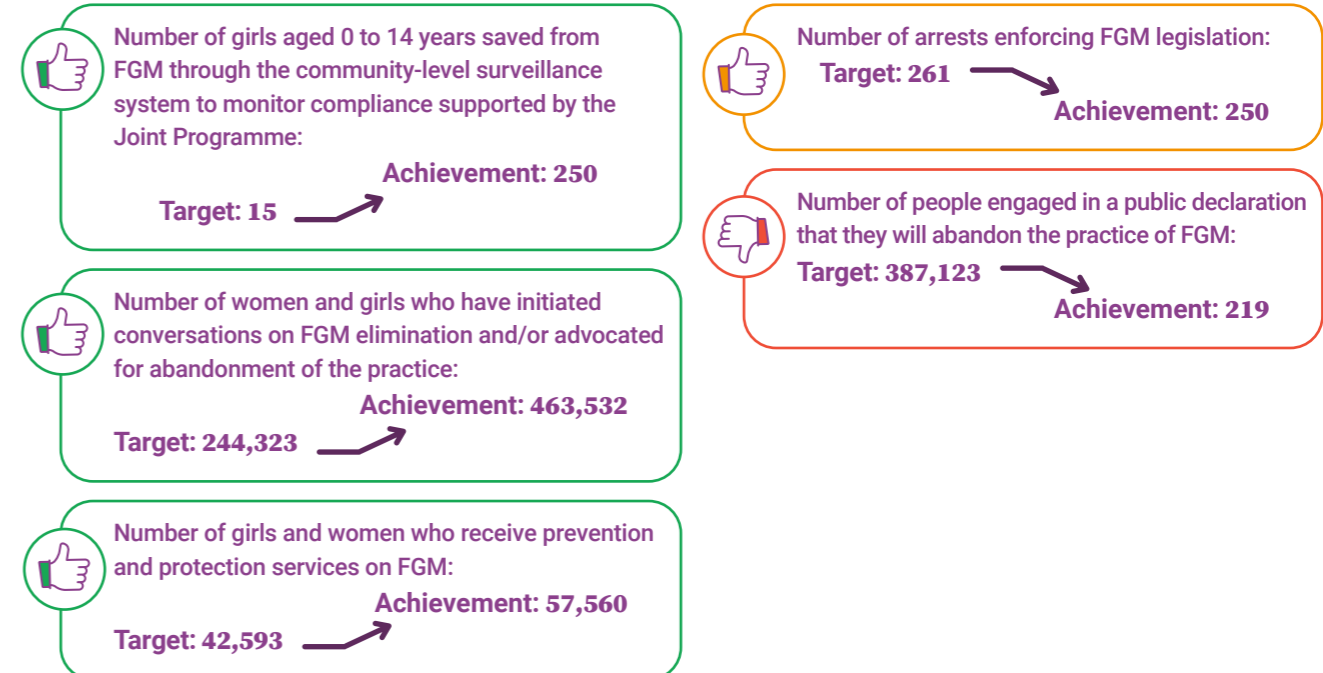 Number of girls aged 0 to 14 years saved from
FGM through the community-level surveillance
system to monitor compliance supported by the
Joint Programme:
Achievement: 250
Target: 15
Number of women and girls who have initiated
conversations on FGM elimination and/or advocated
for abandonment of the practice:
Achievement: 463,532
Target: 244,323
Number of girls and women who receive prevention
and protection services on FGM:
Achievement: 57,560
Target: 42,593
Number of arrests enforcing FGM legislation:
Target: 261
Achievement: 250
Number of people engaged in a public declaration
that they will abandon the practice of FGM:
Target: 387,123
Achievement: 219